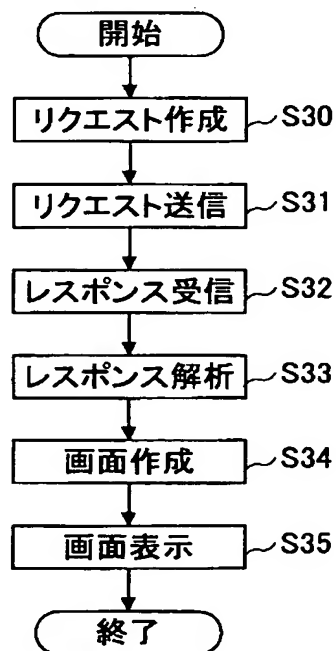 開始
リクエスト作成 S30
リクエスト送信 S31
レスポンス受信 S32
レスポンス解析 S33
画面作成 S34
画面表示 S35
終了